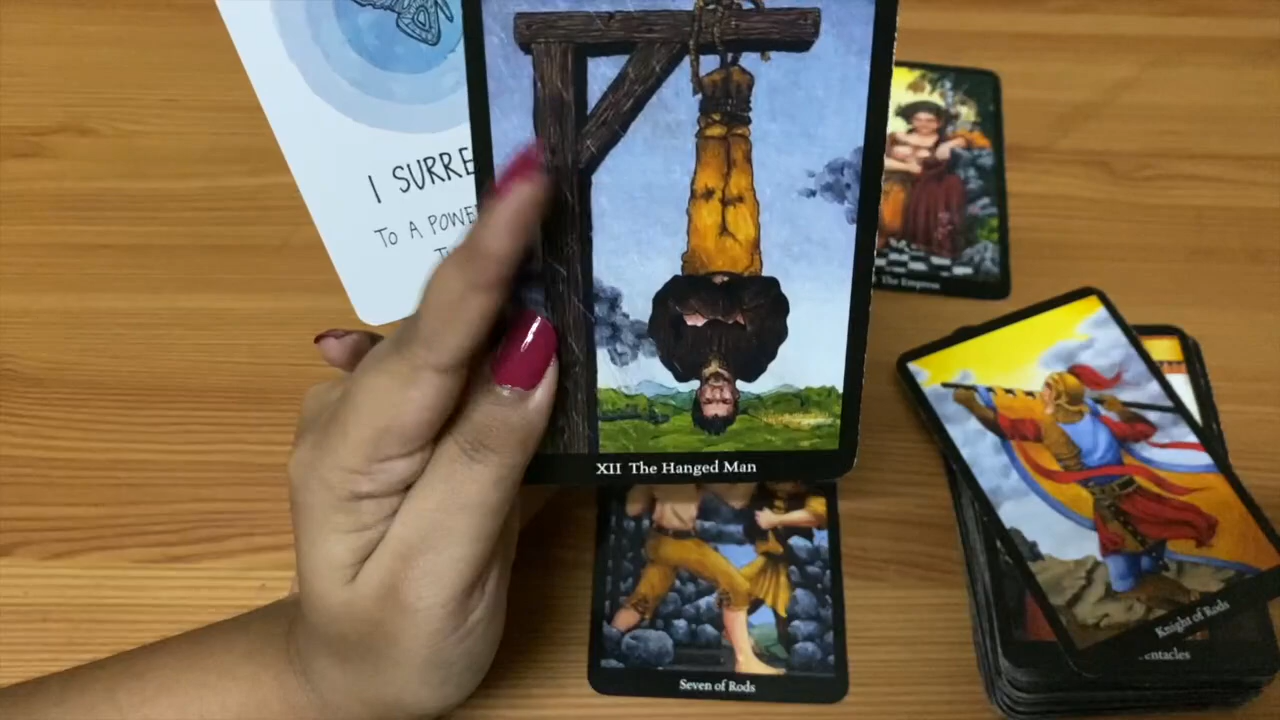 I SURRE
TO A POWE
XII The Hanged Man
The Empress
Knight of Rods
entacles
Seven of Rods